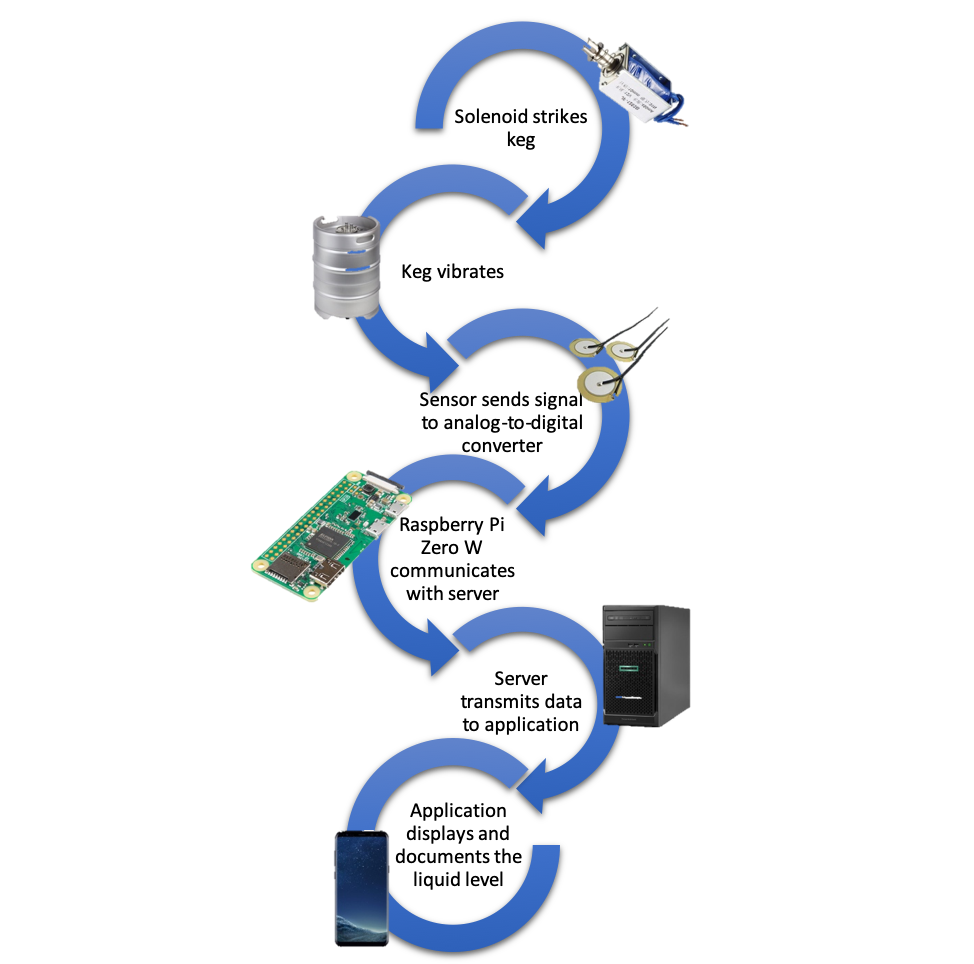 Solenoid strikes
keg
Keg vibrates
Sensor sends signal
to analog-to-digital
converter
Raspberry Pi
Zero W
communicates
with server
Server
transmits data
to application
Application
displays and
documents the
liquid level